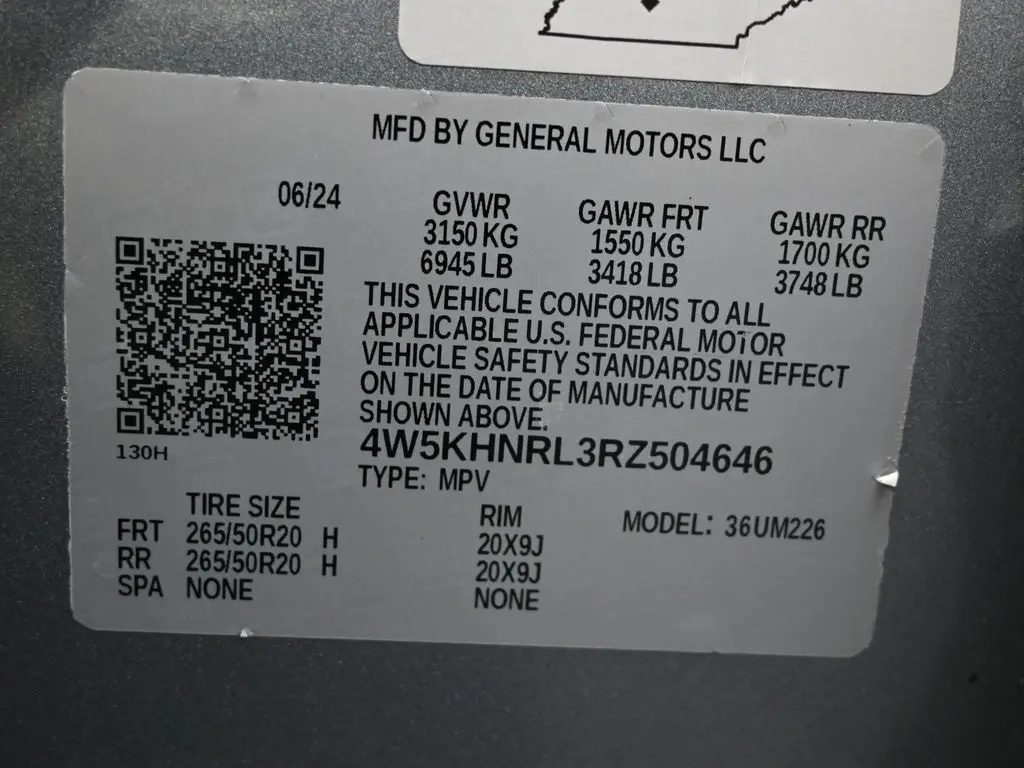 MFD BY GENERAL MOTORS LLC
06/24
GVWR
3150 KG
6945 LB
GAWR FRT
1550 KG
3418 LB
GAWR RR
1700 KG
3748 LB
THIS VEHICLE CONFORMS TO ALL
APPLICABLE U.S. FEDERAL MOTOR
VEHICLE SAFETY STANDARDS IN EFFECT
ON THE DATE OF MANUFACTURE
SHOWN ABOVE.
130H
4W5KHNRL3RZ504646
TYPE: MPV
TIRE SIZE
FRT 265/50R20 H
RR 265/50R20 H
SPA NONE
RIM
20X9J
20X9J
NONE
MODEL: 36UM226